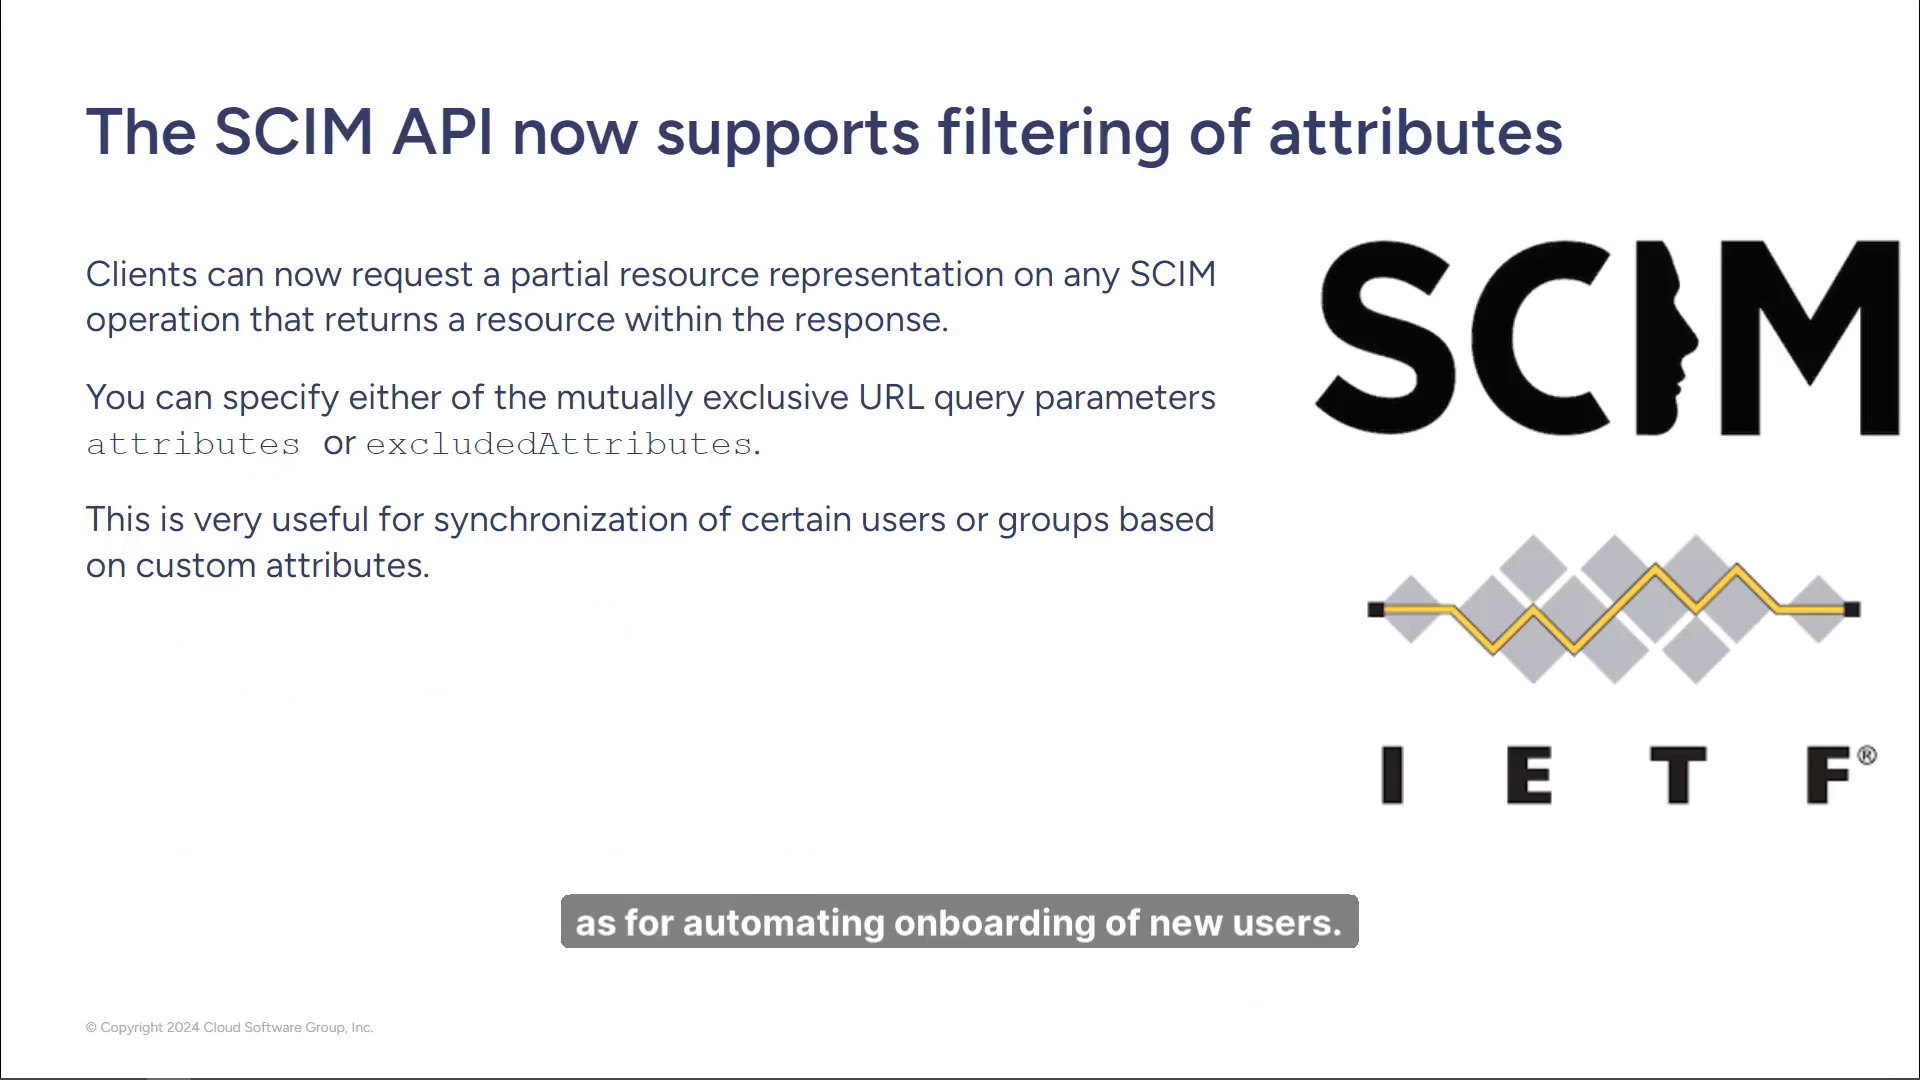 The SCIM API now supports filtering of attributes
Clients can now request a partial resource representation on any SCIM
operation that returns a resource within the response.
You can specify either of the mutually exclusive URL query parameters
attributes or excludedAttributes.
This is very useful for synchronization of certain users or groups based
on custom attributes.
SCIM
I E T F®
as for automating onboarding of new users.
© Copyright 2024 Cloud Software Group, Inc.